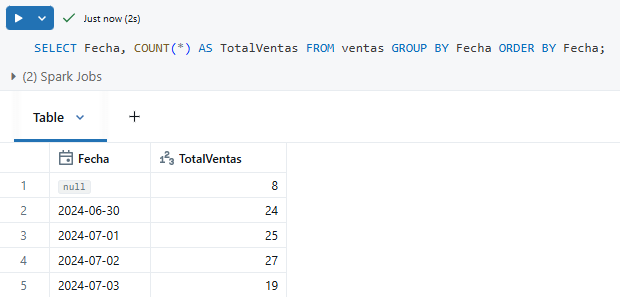 Just now (2s)
SELECT Fecha, COUNT(*) AS TotalVentas FROM ventas GROUP BY Fecha ORDER BY Fecha;
(2) Spark Jobs
Table +
Fecha 123 TotalVentas
1 null 8
2 2024-06-30 24
3 2024-07-01 25
4 2024-07-02 27
5 2024-07-03 19